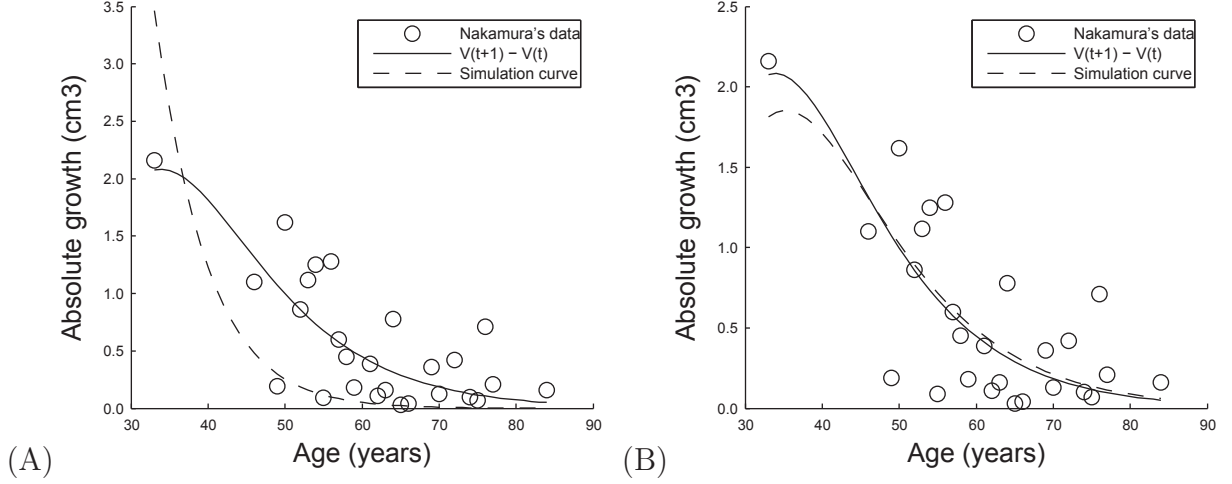 3.5
3.0
2.5
2.0
1.5
1.0
0.5
0.0
30 40 50 60 70 80 90
Absolute growth (cm3)
Age (years)
Nakamura's data
V(t+1) − V(t)
Simulation curve
(A)
2.5
2.0
1.5
1.0
0.5
0.0
30 40 50 60 70 80 90
Absolute growth (cm3)
Age (years)
Nakamura's data
V(t+1) − V(t)
Simulation curve
(B)